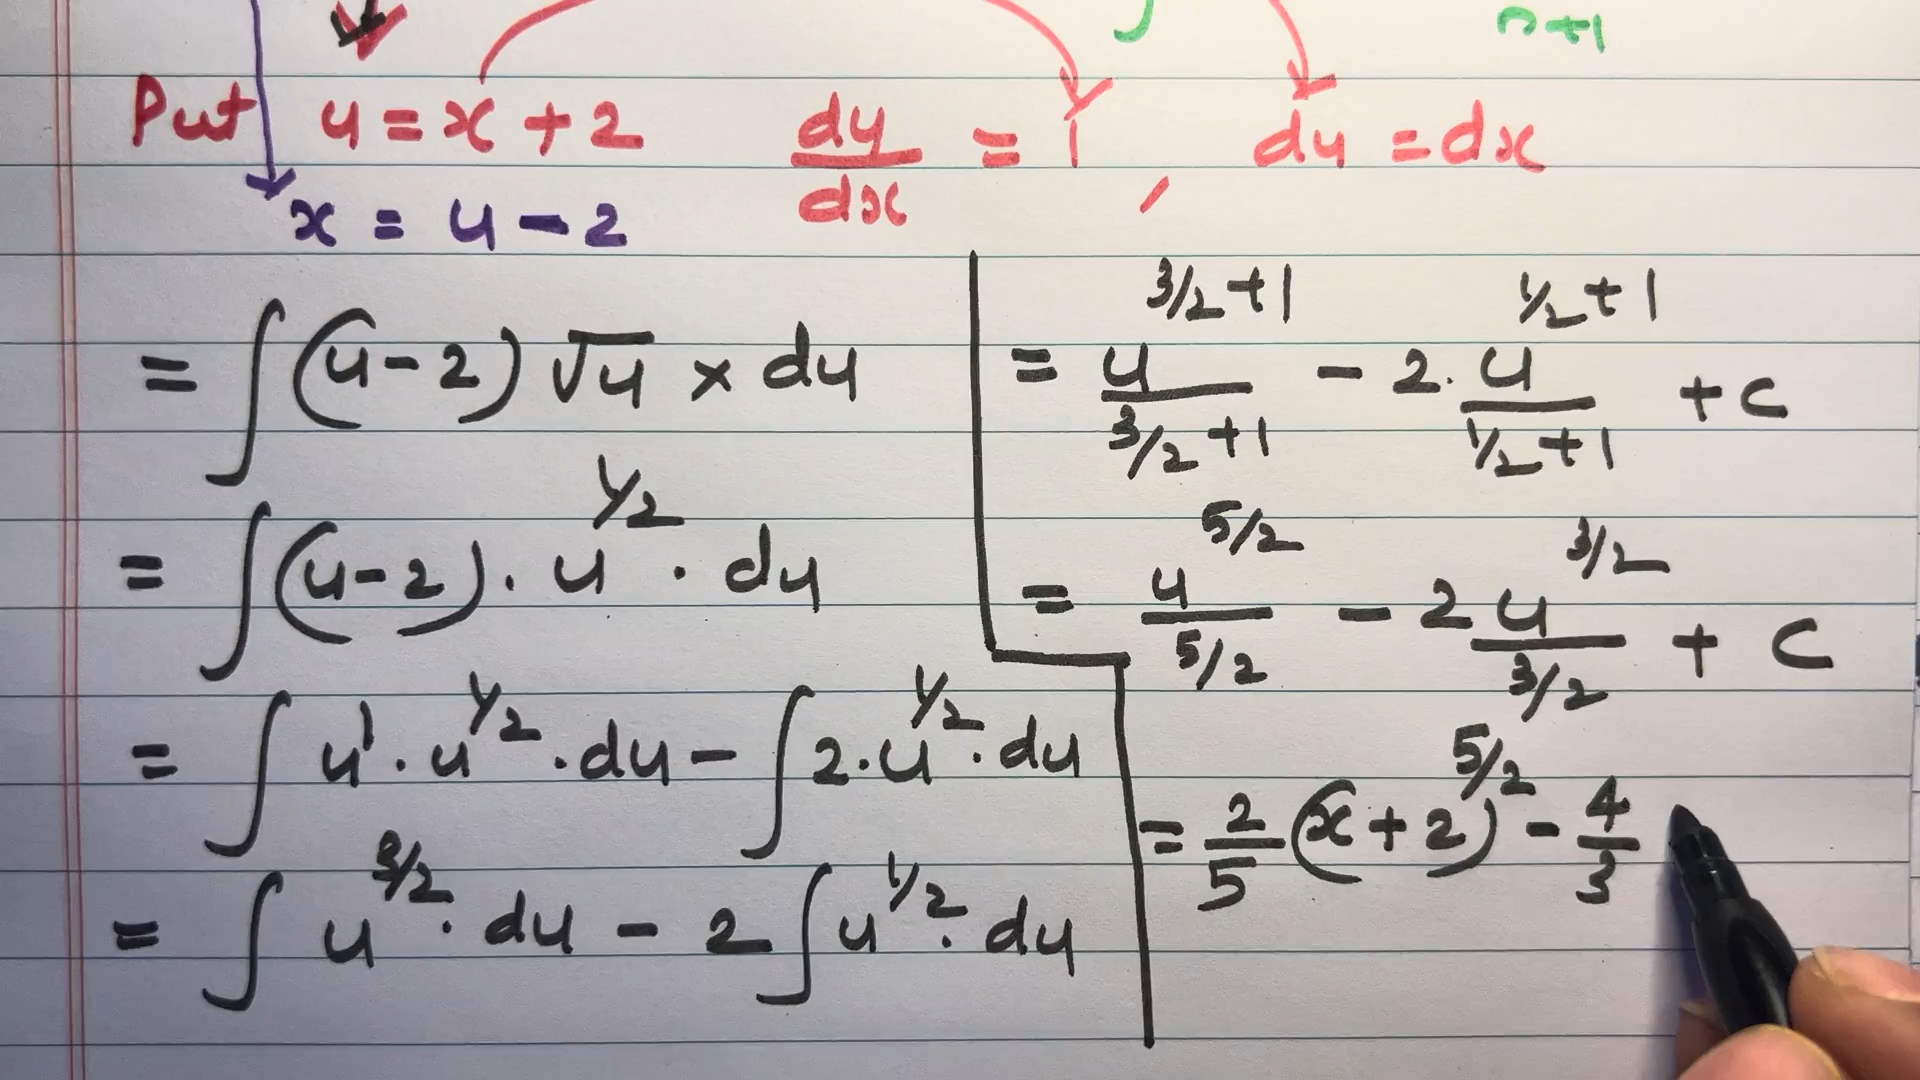 n+1
Put u = x + 2 du/dx = 1, du = dx
x = u - 2
= ∫(u-2) √u × du
= ∫(u-2) . u^1/2 . du
= ∫ u^1 . u^1/2 . du - ∫ 2 . u^1/2 . du
= ∫ u^3/2 . du - 2 ∫ u^1/2 . du
= u^3/2+1 / 3/2+1 - 2 . u^1/2+1 / 1/2+1 + c
= u^5/2 / 5/2 - 2 u^3/2 / 3/2 + C
= 2/5 (x+2)^5/2 - 4/3